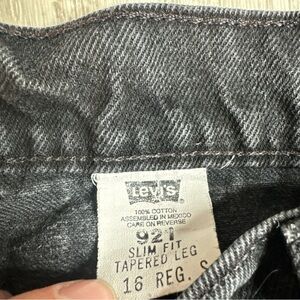 Levi's
100% COTTON
ASSEMBLED IN MEXICO
CARE ON REVERSE
921
SLIM FIT
TAPERED LEG
16 REG. S